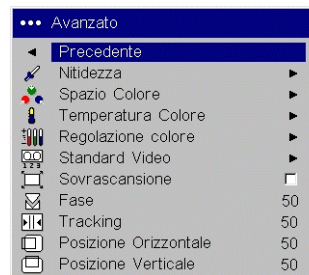 ••• Avanzato
Precedente
Nitidezza
Spazio Colore
Temperatura Colore
Regolazione colore
Standard Video
Sovrascansione
Fase 50
Tracking 50
Posizione Orizzontale 50
Posizione Verticale 50